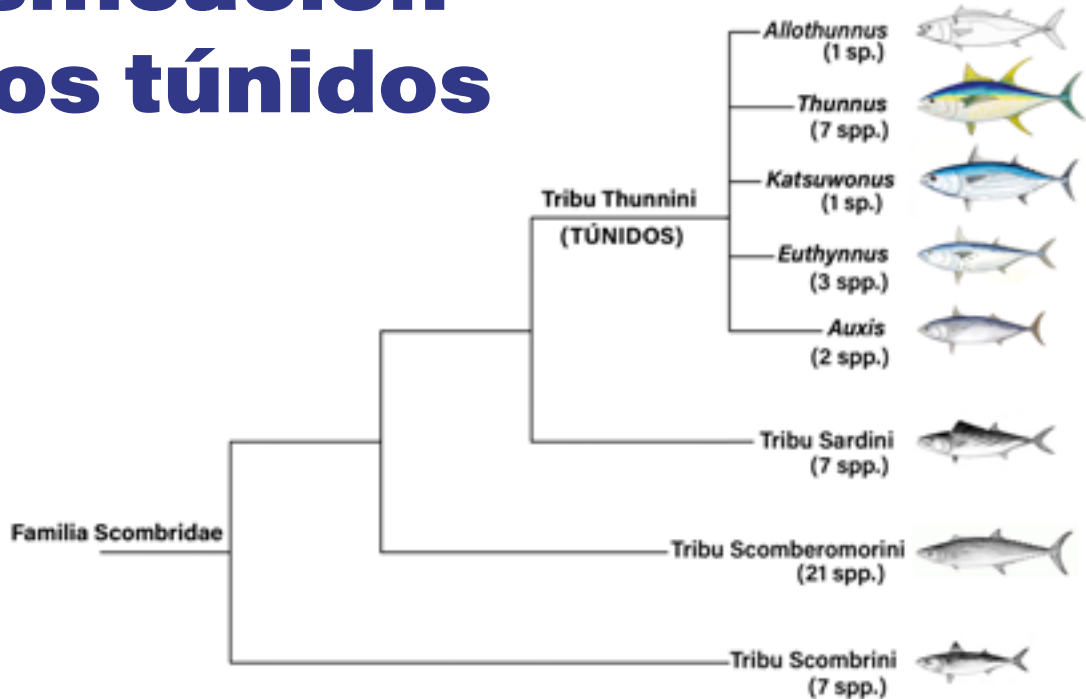 os túnidos
Allothunnus
(1 sp.)
Thunnus
(7 spp.)
Katsuwonus
(1 sp.)
Tribu Thunnini
(TÚNIDOS)
Euthynnus
(3 spp.)
Auxis
(2 spp.)
Tribu Sardini
(7 spp.)
Familia Scombridae
Tribu Scomberomorini
(21 spp.)
Tribu Scombrini
(7 spp.)